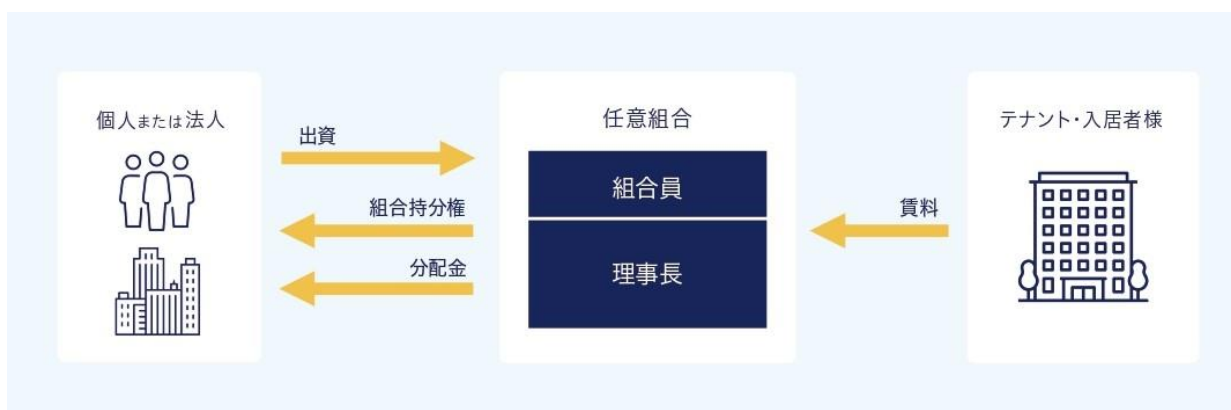 個人または法人
出資
組合持分権
分配金
任意組合
組合員
理事長
賃料
テナント・入居者様